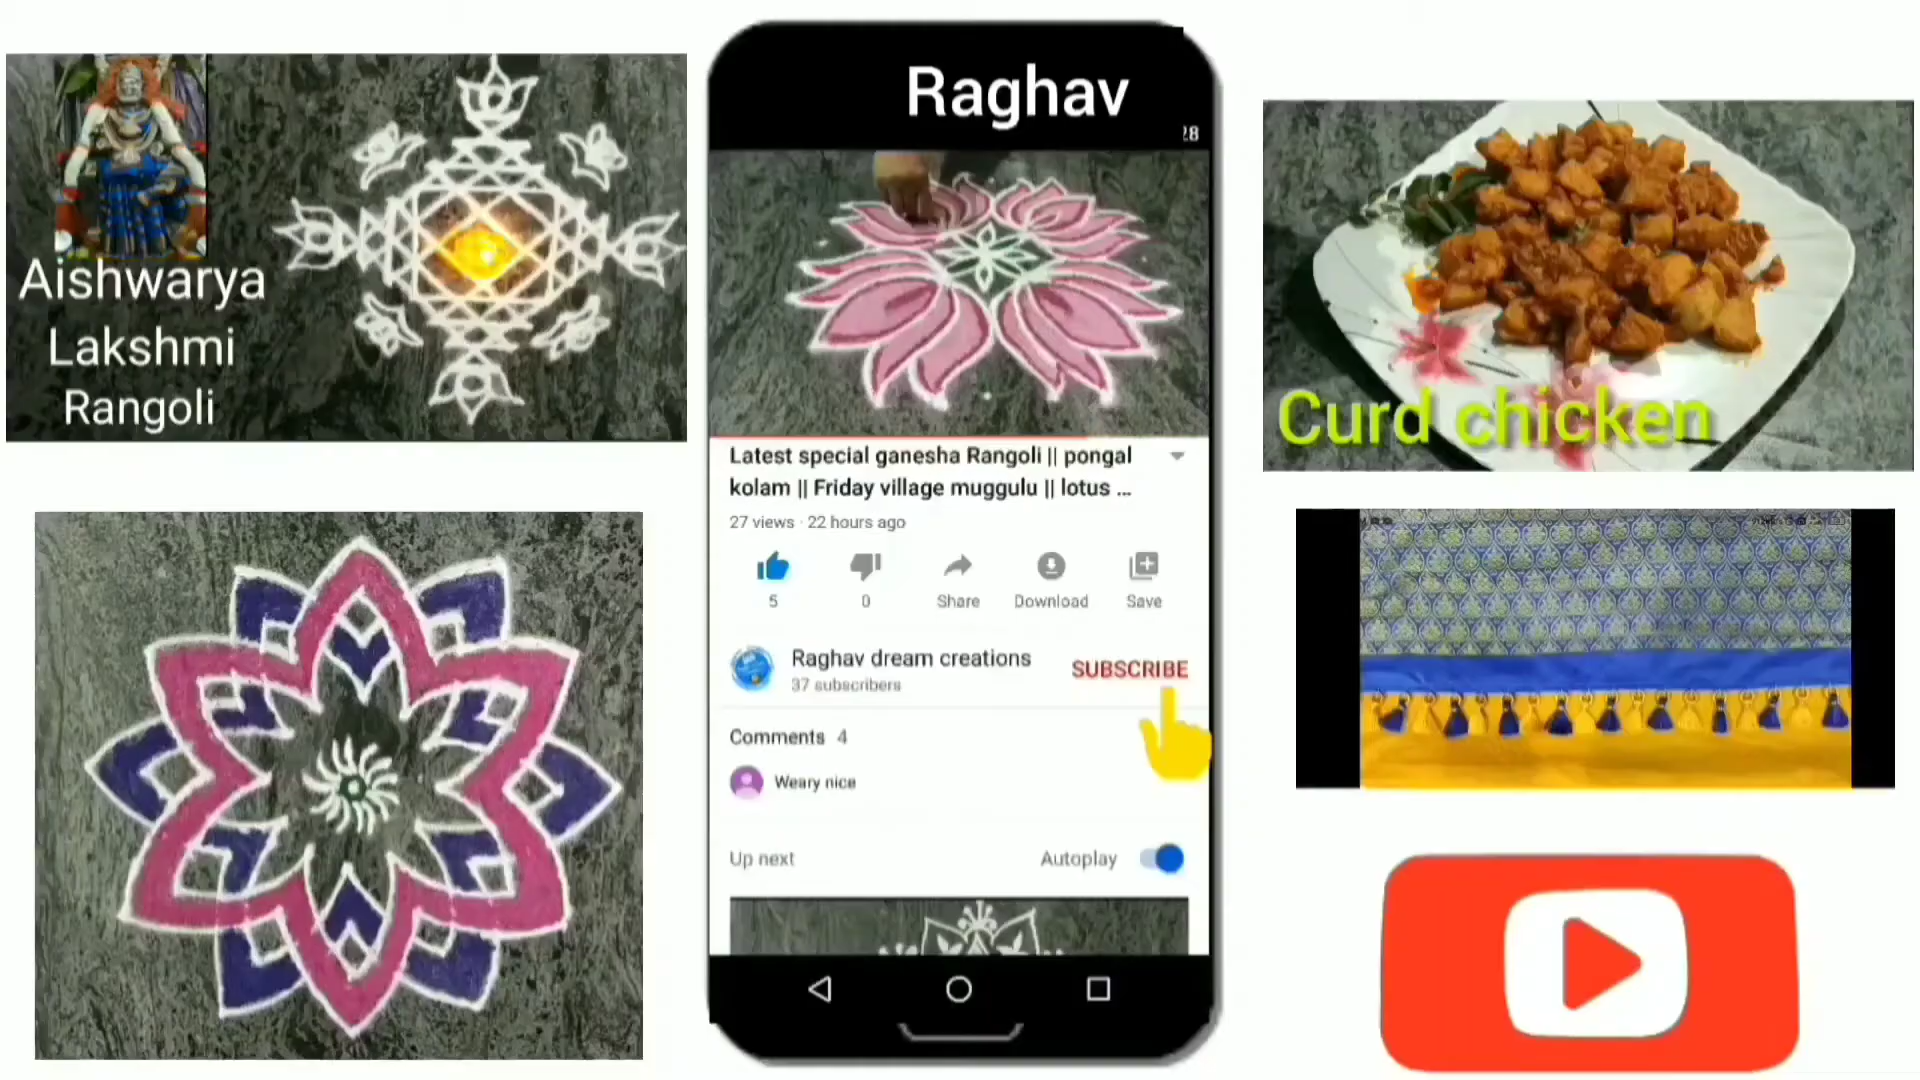 Aishwarya
Lakshmi
Rangoli
Raghav
28
Latest special ganesha Rangoli || pongal
kolam || Friday village muggulu || lotus ...
27 views · 22 hours ago
5
0
Share
Download
Save
Raghav dream creations
37 subscribers
SUBSCRIBE
Comments 4
Weary nice
Up next
Autoplay
Curd chicken